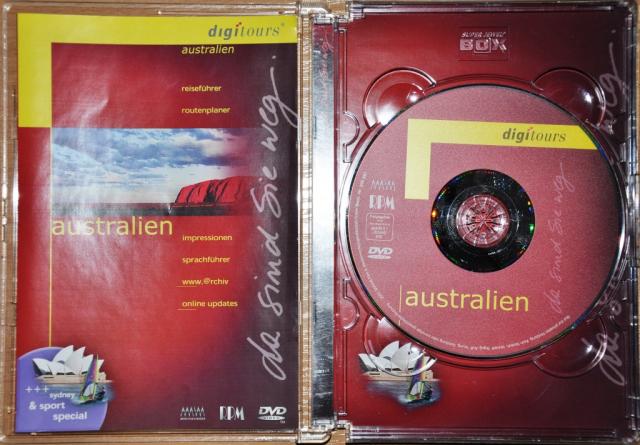 digitours
australien
reiseführer
routenplaner
da sind Sie weg.
australien
impressionen
sprachführer
www.@rchiv
online updates
+++
sydney
& sport
special
RPM
DVD
VIDEO
SUPER JEWEL
BOX
digitours
RPM
DVD
australien
da sind Sie weg.